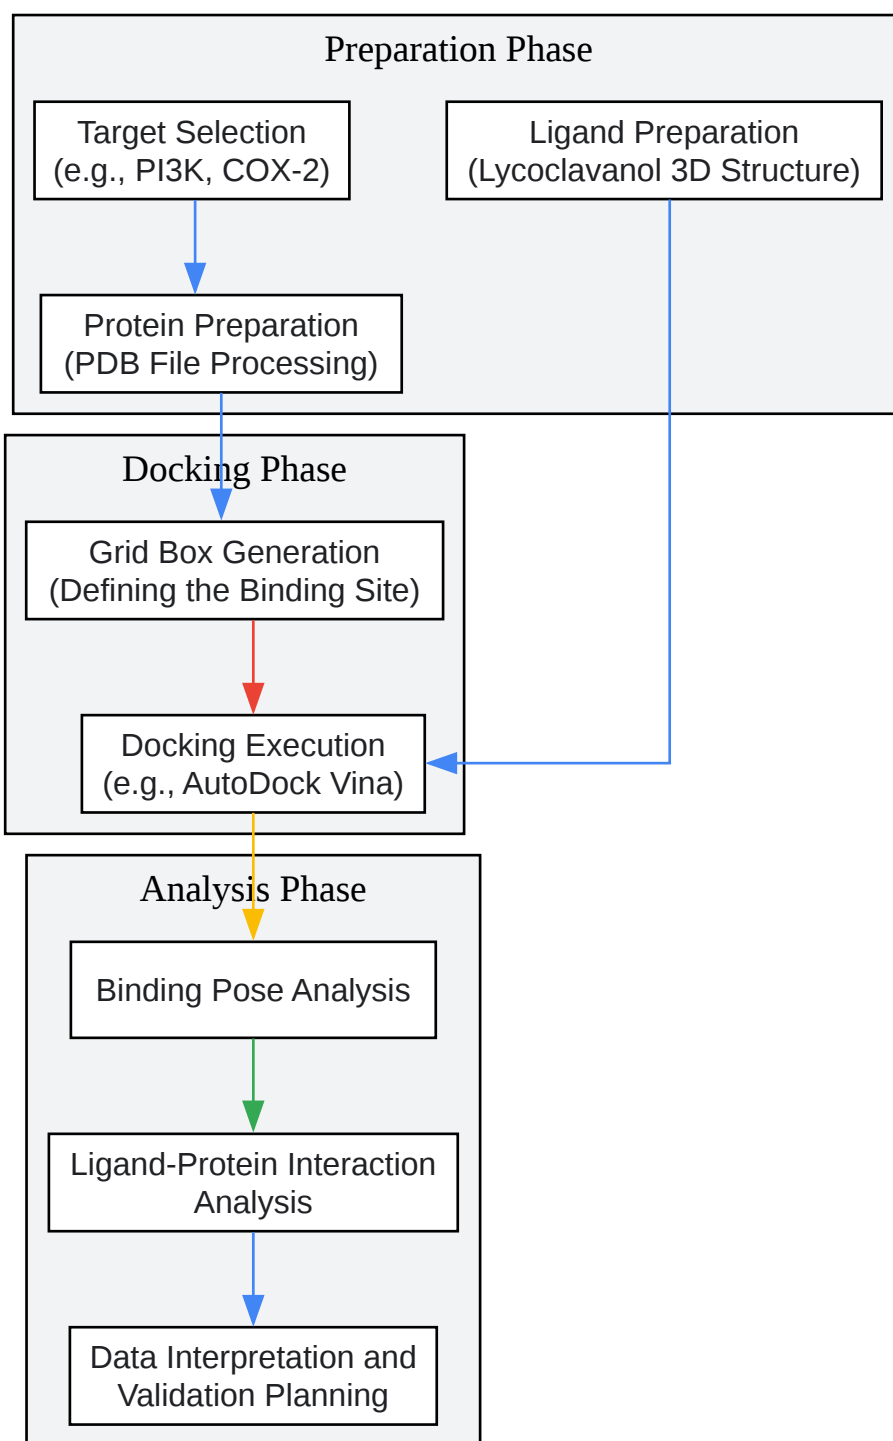 Preparation Phase
Target Selection
(e.g., PI3K, COX-2)
Ligand Preparation
(Lycoclavanol 3D Structure)
Protein Preparation
(PDB File Processing)
Docking Phase
Grid Box Generation
(Defining the Binding Site)
Docking Execution
(e.g., AutoDock Vina)
Analysis Phase
Binding Pose Analysis
Ligand-Protein Interaction
Analysis
Data Interpretation and
Validation Planning